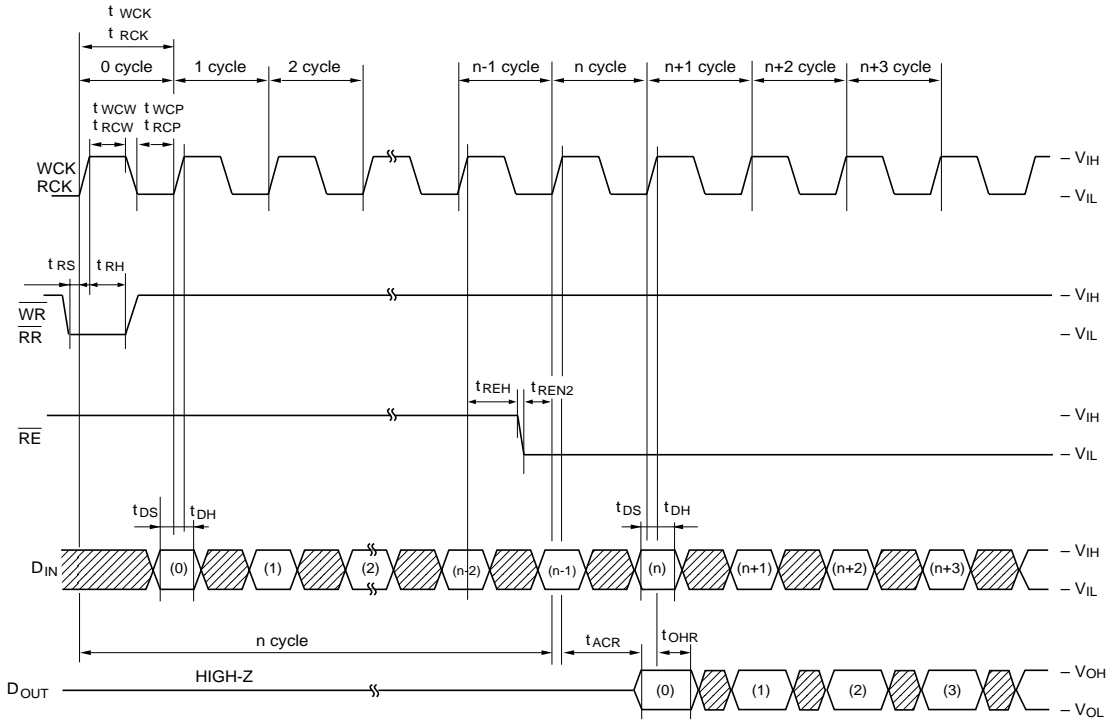 t WCK
t RCK
0 cycle 1 cycle 2 cycle n-1 cycle n cycle n+1 cycle n+2 cycle n+3 cycle
t WCW t WCP
t RCW t RCP
WCK
RCK
VIH
VIL
t RS t RH
WR
RR
VIH
VIL
t REH t REN2
RE
VIH
VIL
t DS t DH t DS t DH
DIN
(0) (1) (2) (n-2) (n-1) (n) (n+1) (n+2) (n+3)
VIH
VIL
n cycle t ACR t OHR
HIGH-Z
DOUT
(0) (1) (2) (3)
VOH
VOL